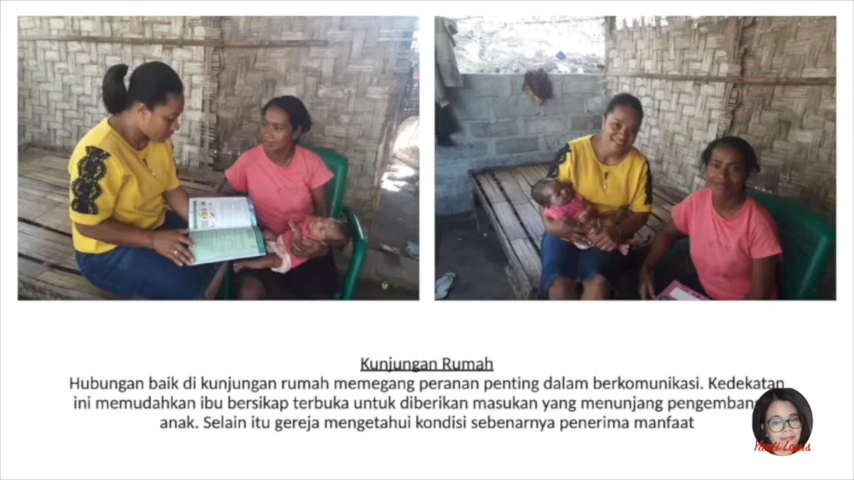 Kunjungan Rumah
Hubungan baik di kunjungan rumah memegang peranan penting dalam berkomunikasi. Kedekatan
ini memudahkan ibu bersikap terbuka untuk diberikan masukan yang menunjang
anak. Selain itu gereja mengetahui kondisi sebenarnya penerima manfaat